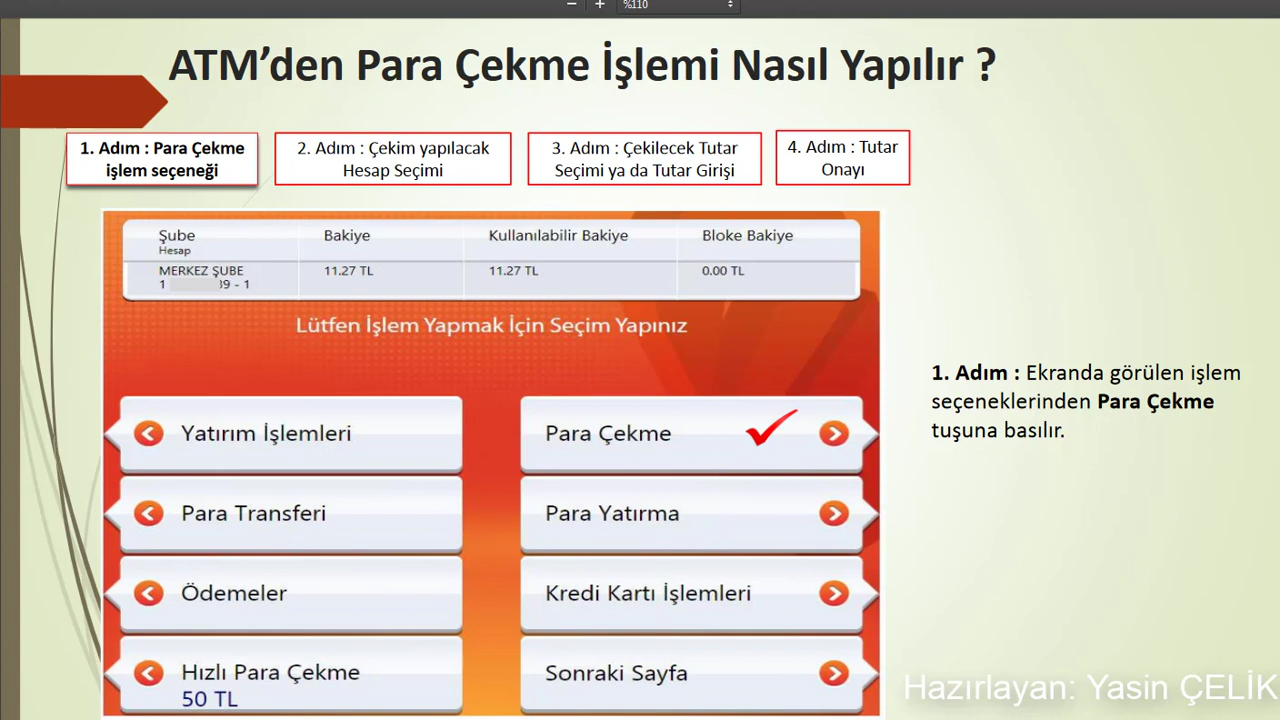 %110
ATM’den Para Çekme İşlemi Nasıl Yapılır ?
1. Adım : Para Çekme
işlem seçeneği
2. Adım : Çekim yapılacak
Hesap Seçimi
3. Adım : Çekilecek Tutar
Seçimi ya da Tutar Girişi
4. Adım : Tutar
Onayı
Şube
Hesap
Bakiye
Kullanılabilir Bakiye
Bloke Bakiye
MERKEZ ŞUBE
1 39 - 1
11.27 TL
11.27 TL
0.00 TL
Lütfen İşlem Yapmak İçin Seçim Yapınız
Yatırım İşlemleri
Para Çekme
Para Transferi
Para Yatırma
Ödemeler
Kredi Kartı İşlemleri
Hızlı Para Çekme
50 TL
Sonraki Sayfa
1. Adım : Ekranda görülen işlem
seçeneklerinden Para Çekme
tuşuna basılır.
Hazırlayan: Yasin ÇELİK